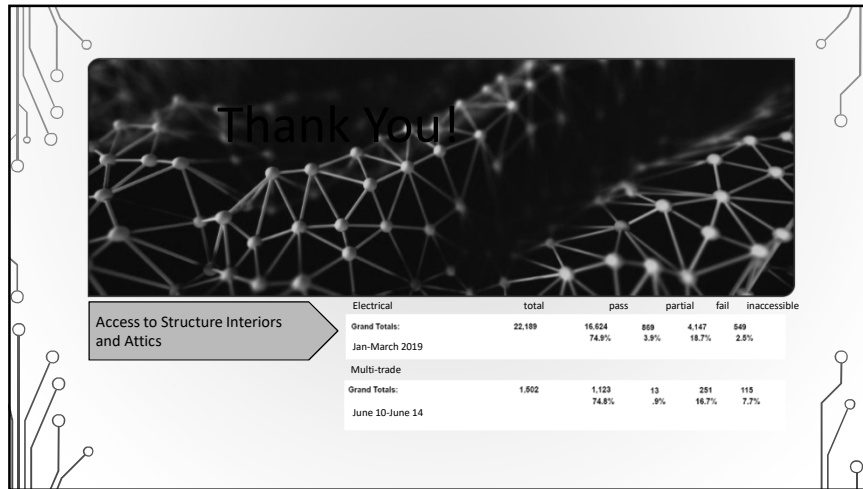 Thank You!
Access to Structure Interiors
and Attics
Electrical total pass partial fail inaccessible
Grand Totals: 22,189 16,624 869 4,147 549
74.9% 3.9% 18.7% 2.5%
Jan-March 2019
Multi-trade
Grand Totals: 1,502 1,123 13 251 115
74.8% .9% 16.7% 7.7%
June 10-June 14